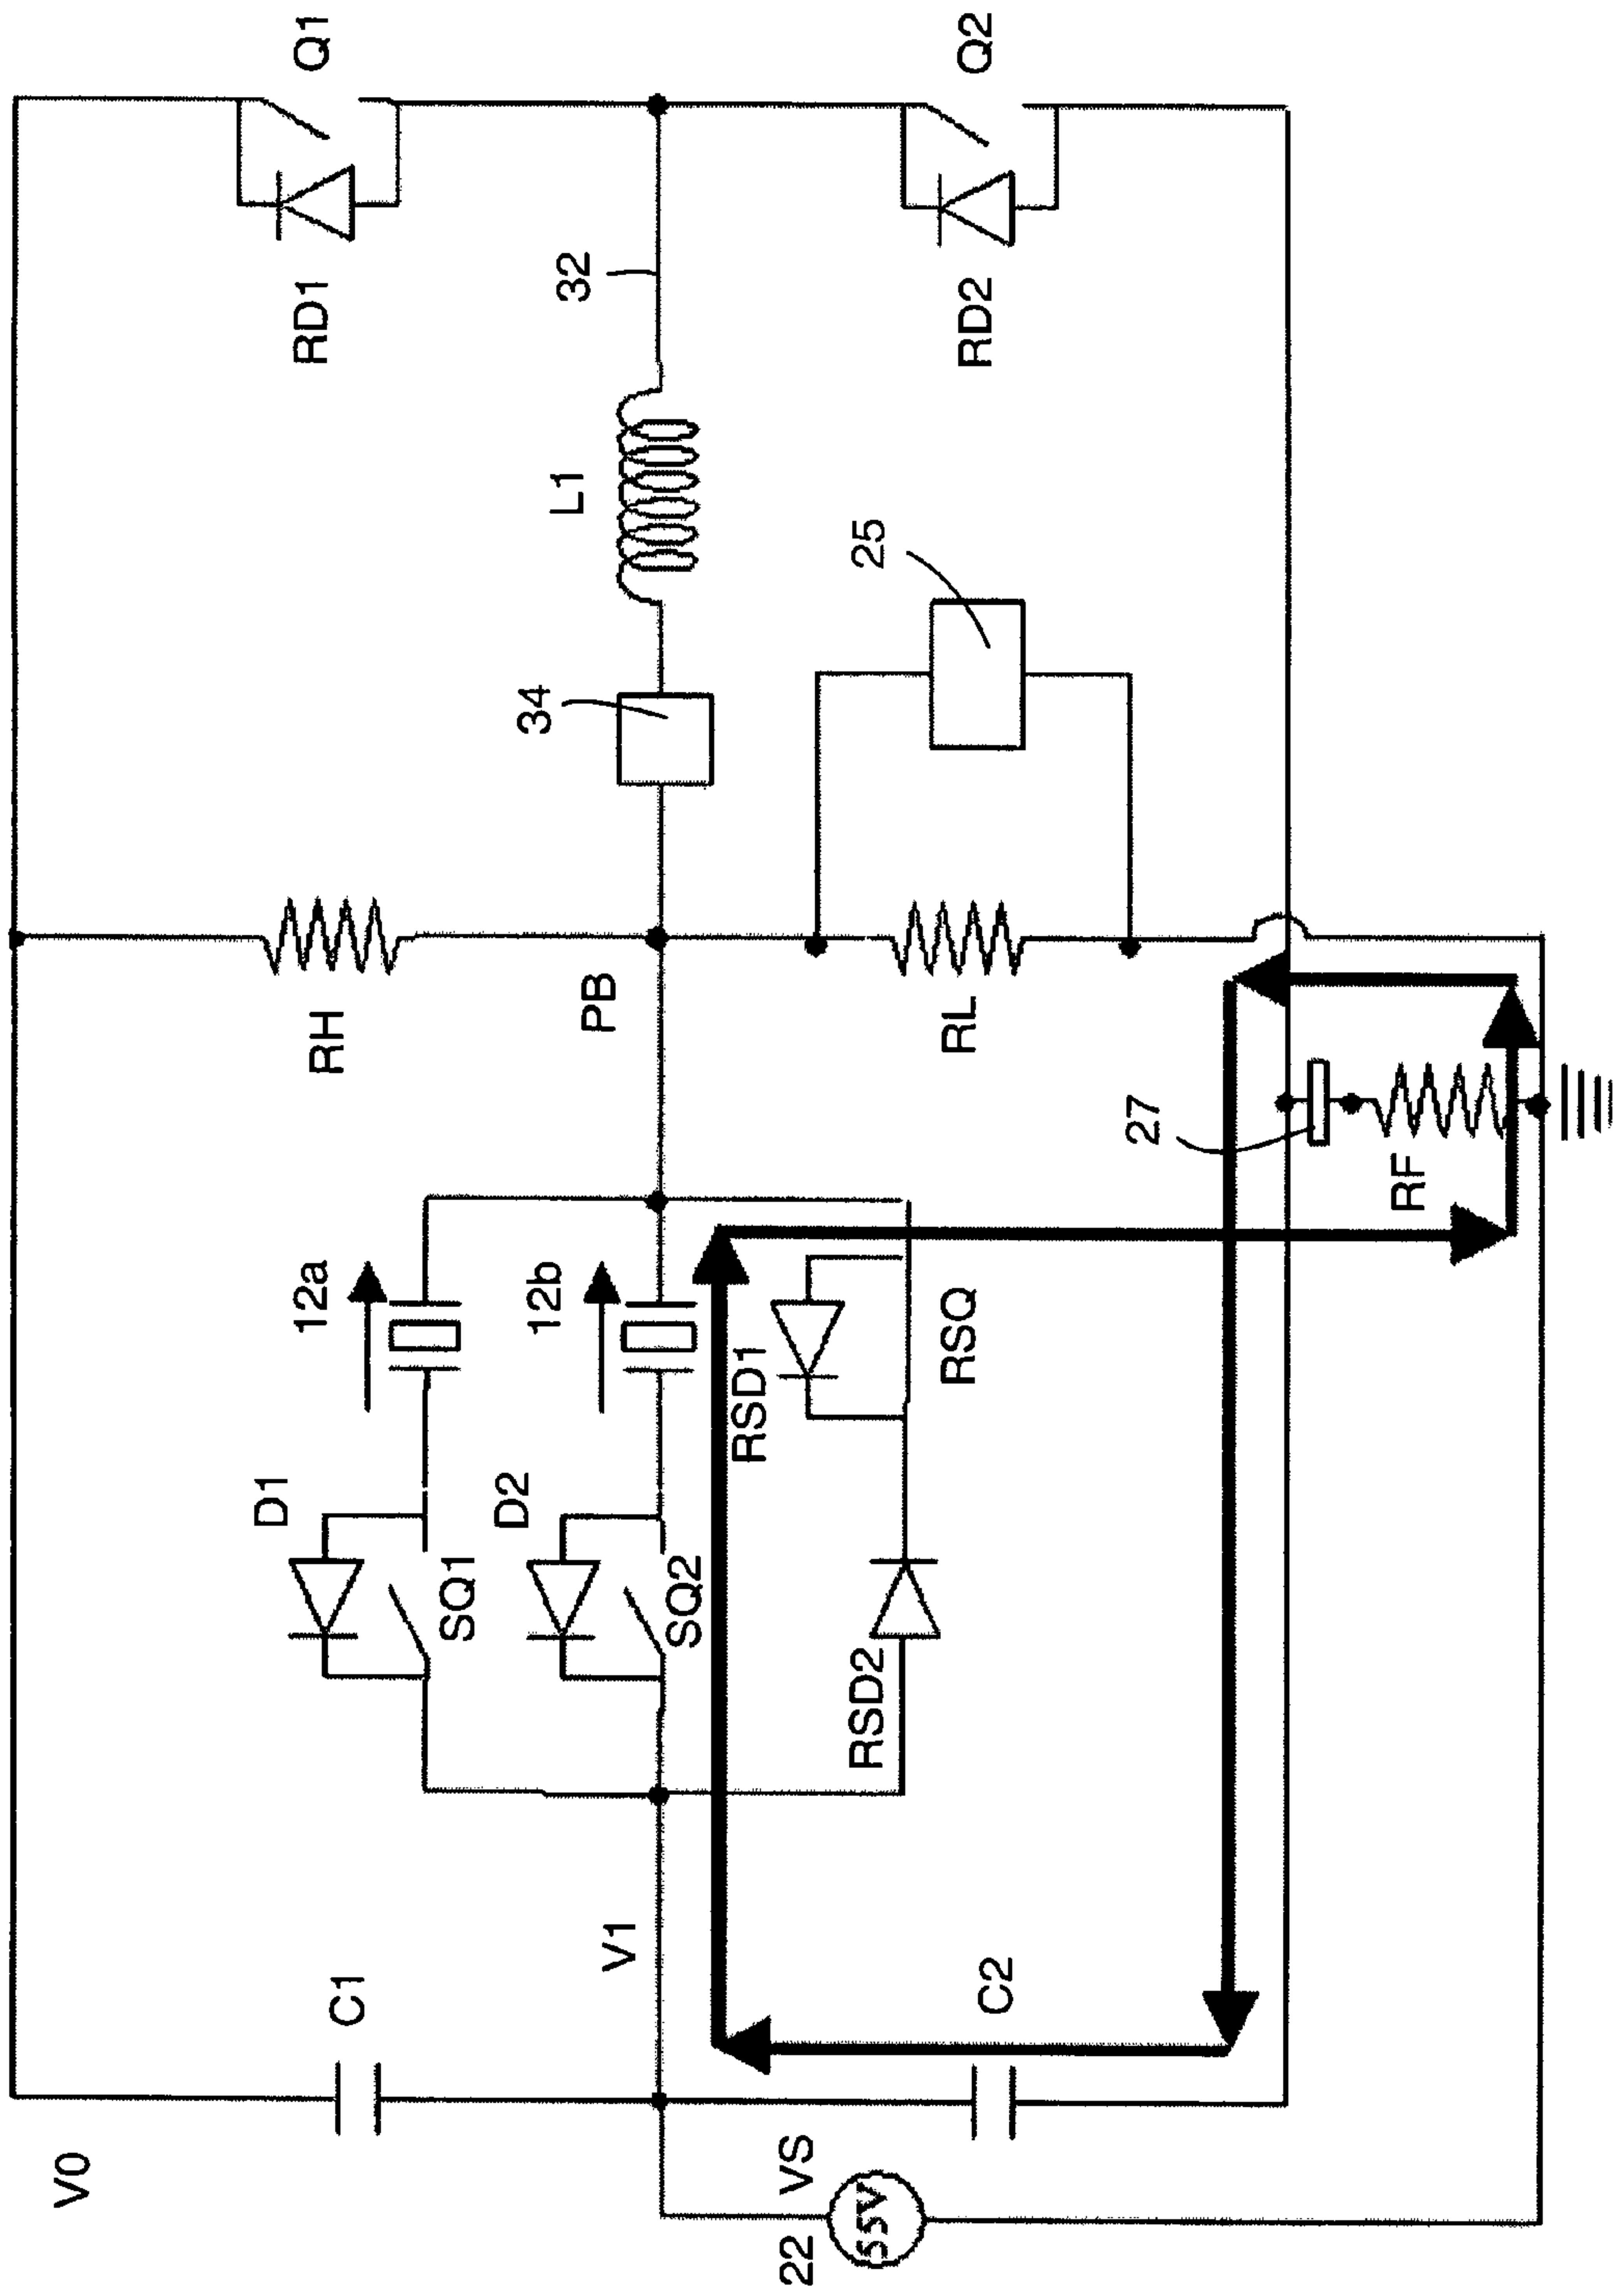 V0
C1
V1
C2
VS
22
55V
D1
SQ1
12a
D2
SQ2
12b
RSD1
RSD2
RSQ
RH
PB
RL
27
RF
34
L1
25
32
RD1
Q1
RD2
Q2